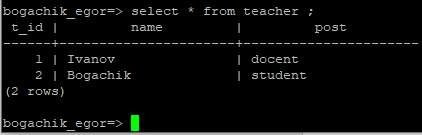 bogachik_egor=> select * from teacher ;
 t_id |         name         |         post
------+----------------------+----------------------
    1 | Ivanov               | docent
    2 | Bogachik             | student
(2 rows)
bogachik_egor=>